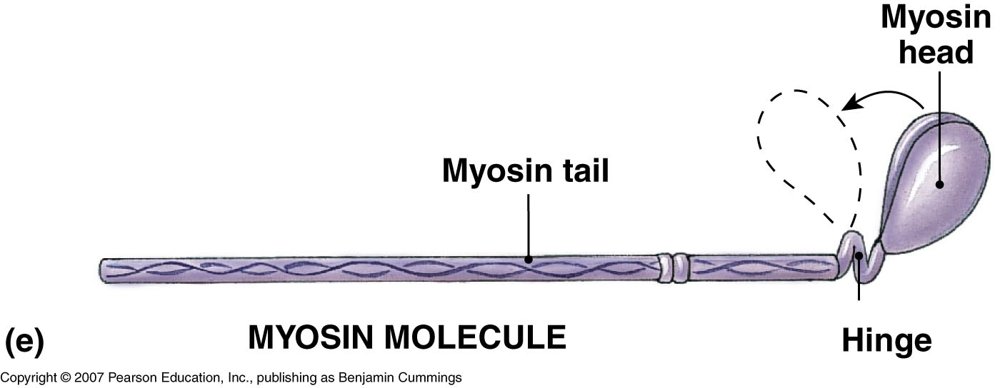 Myosin
head
Myosin tail
(e)
MYOSIN MOLECULE
Hinge
Copyright © 2007 Pearson Education, Inc., publishing as Benjamin Cummings